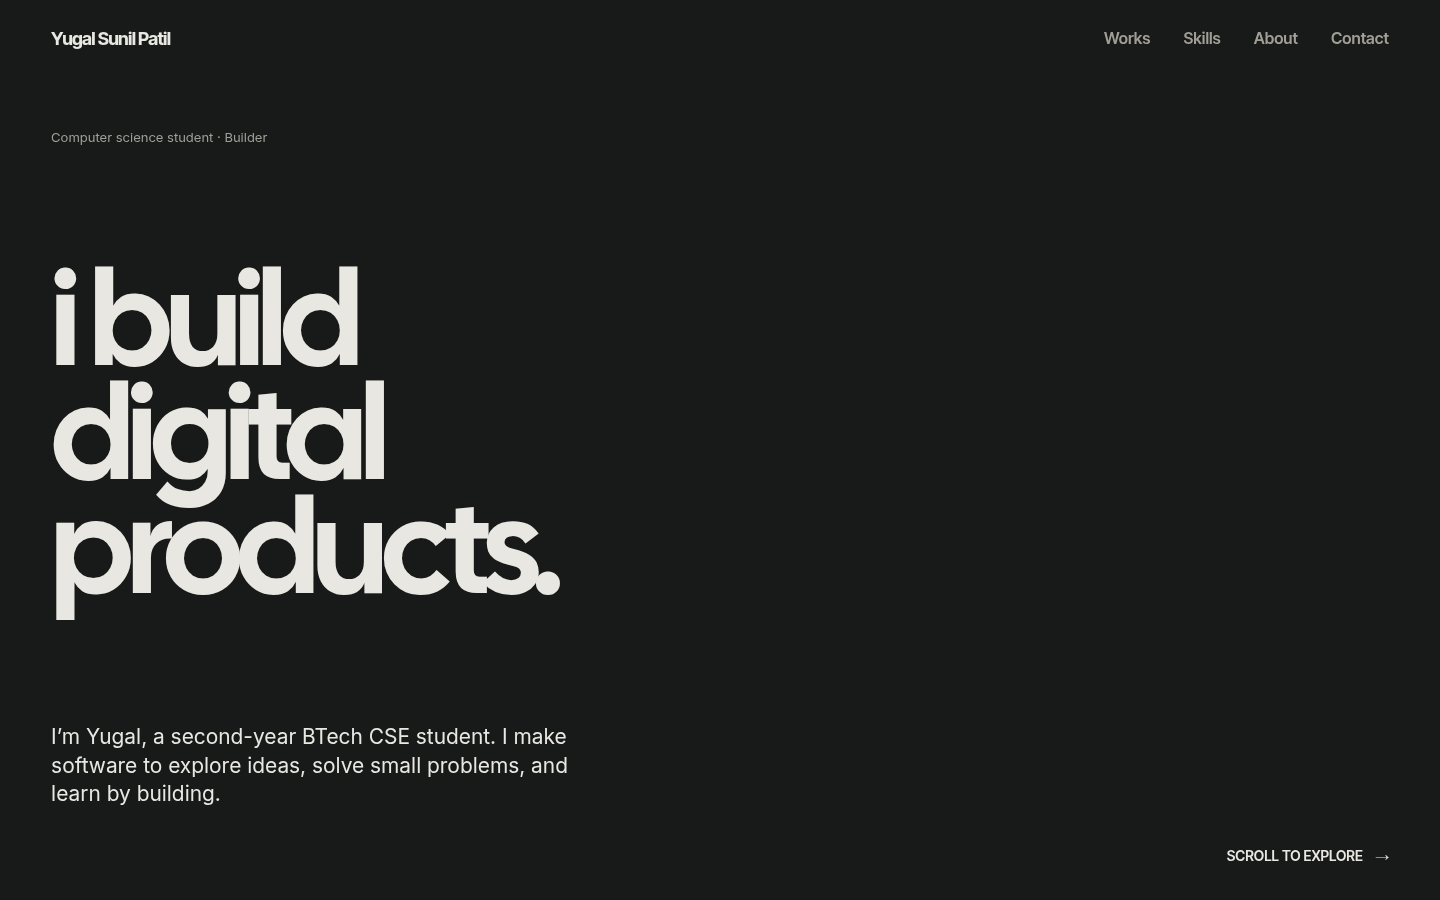 Yugal Sunil Patil
Works Skills About Contact
Computer science student · Builder
i build
digital
products.
I’m Yugal, a second-year BTech CSE student. I make
software to explore ideas, solve small problems, and
learn by building.
SCROLL TO EXPLORE →